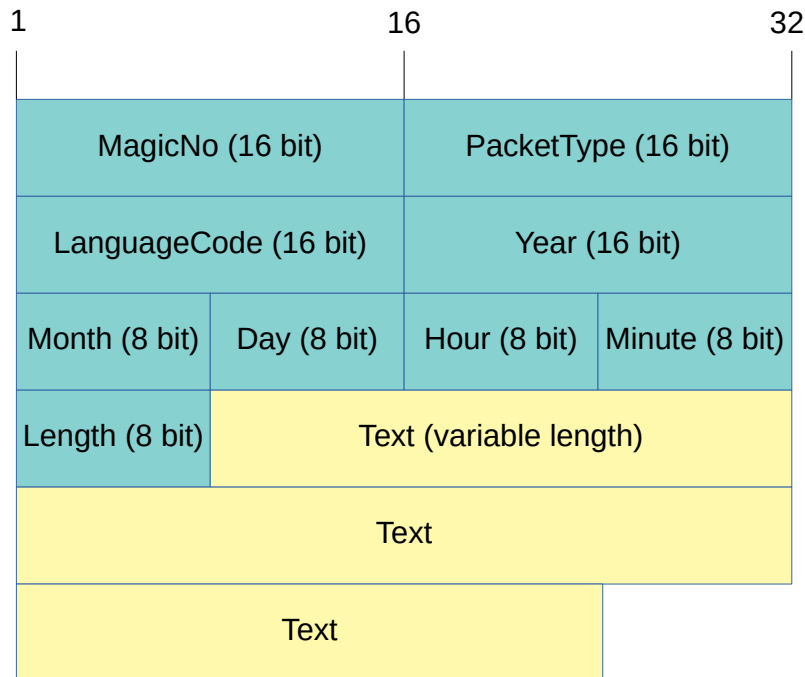 1 16 32
MagicNo (16 bit) PacketType (16 bit)
LanguageCode (16 bit) Year (16 bit)
Month (8 bit) Day (8 bit) Hour (8 bit) Minute (8 bit)
Length (8 bit) Text (variable length)
Text
Text